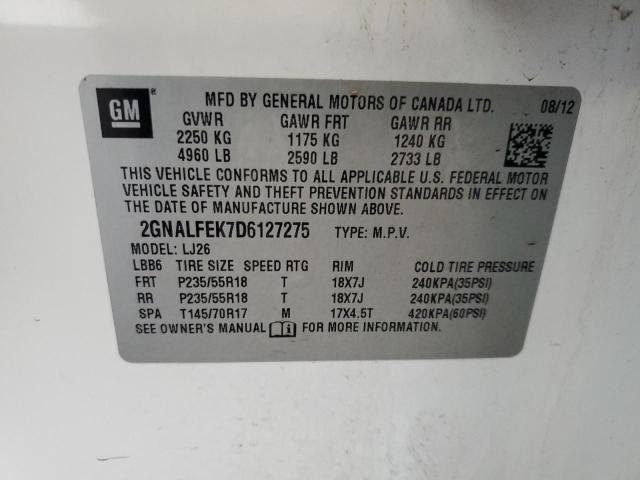 GM
MFD BY GENERAL MOTORS OF CANADA LTD. 08/12
GVWR GAWR FRT GAWR RR
2250 KG 1175 KG 1240 KG
4960 LB 2590 LB 2733 LB
THIS VEHICLE CONFORMS TO ALL APPLICABLE U.S. FEDERAL MOTOR
VEHICLE SAFETY AND THEFT PREVENTION STANDARDS IN EFFECT ON
THE DATE OF MANUFACTURE SHOWN ABOVE.
2GNALFEK7D6127275 TYPE: M.P.V.
MODEL: LJ26
LBB6 TIRE SIZE SPEED RTG RIM COLD TIRE PRESSURE
FRT P235/55R18 T 18X7J 240KPA(35PSI)
RR P235/55R18 T 18X7J 240KPA(35PSI)
SPA T145/70R17 M 17X4.5T 420KPA(60PSI)
SEE OWNER'S MANUAL FOR MORE INFORMATION.